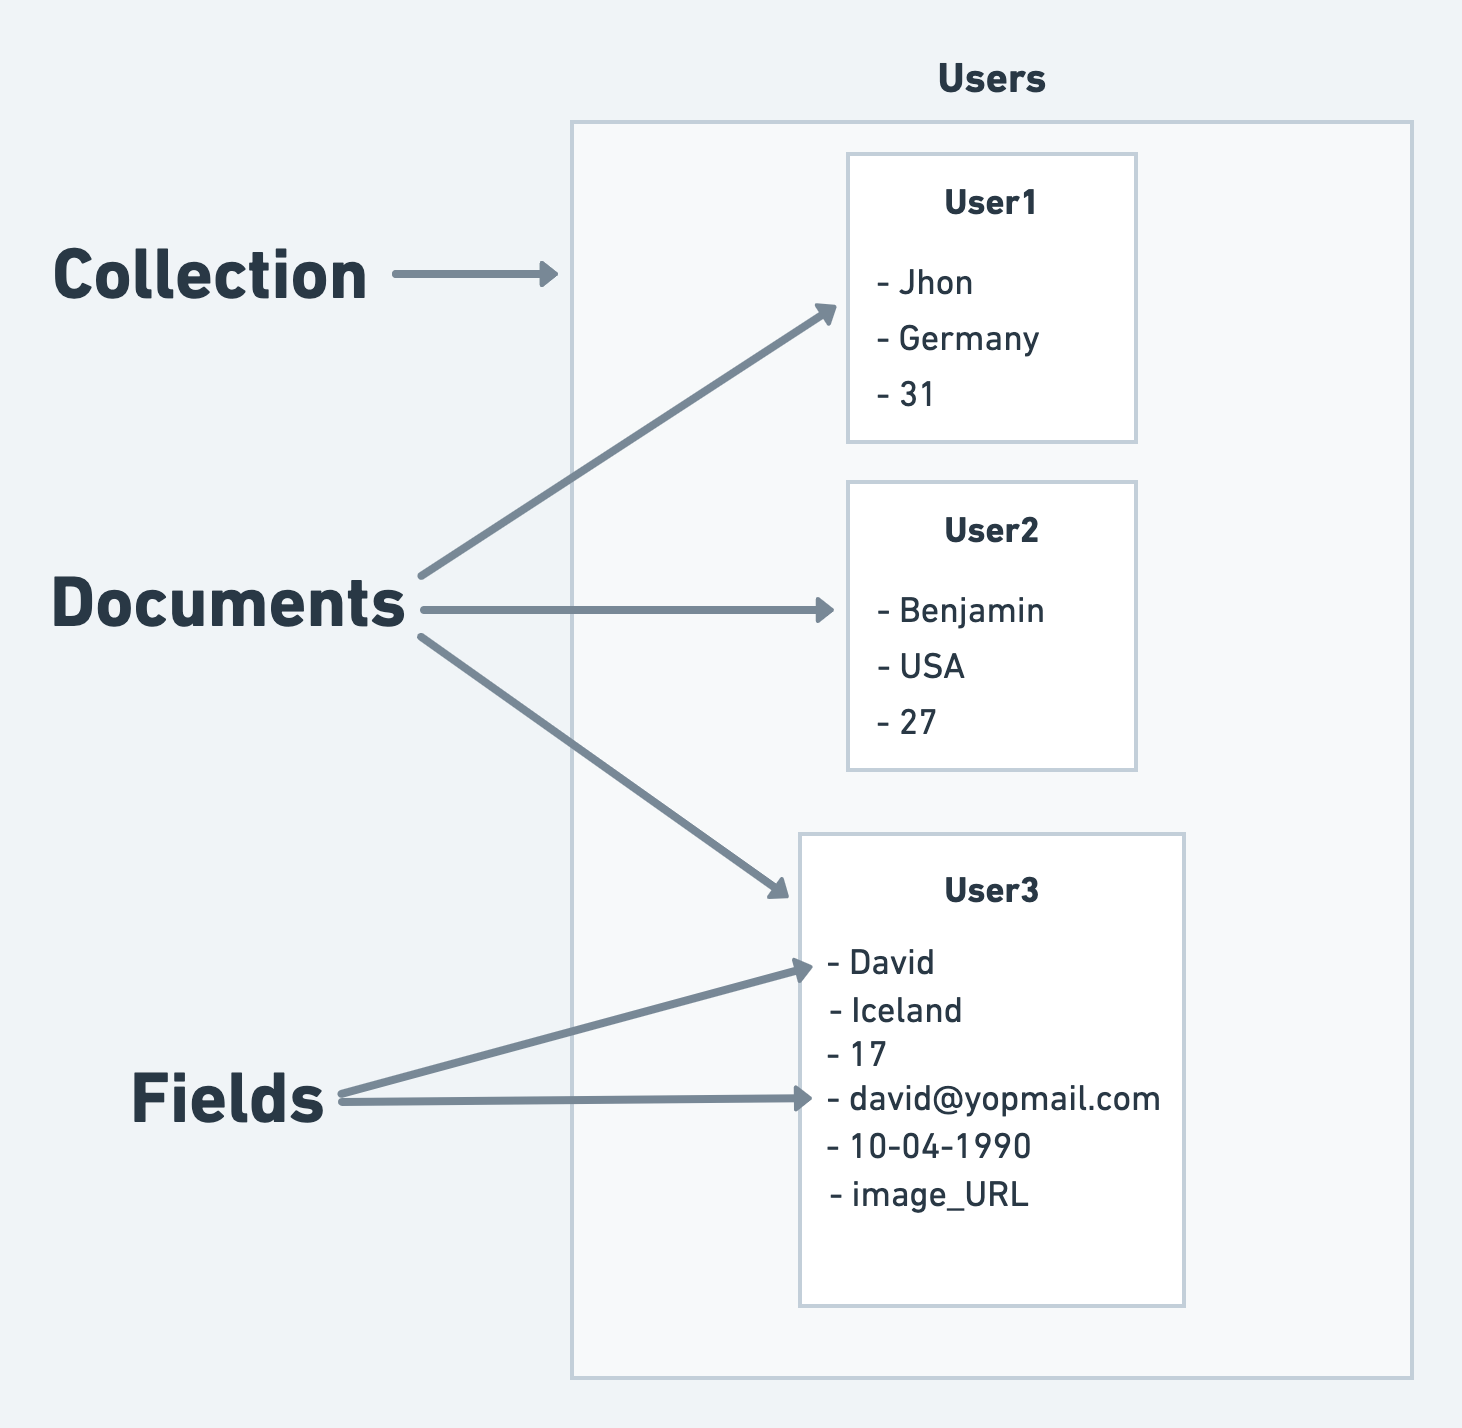 Users
Collection
User1
- Jhon
- Germany
- 31
Documents
User2
- Benjamin
- USA
- 27
Fields
User3
- David
- Iceland
- 17
- david@yopmail.com
- 10-04-1990
- image_URL